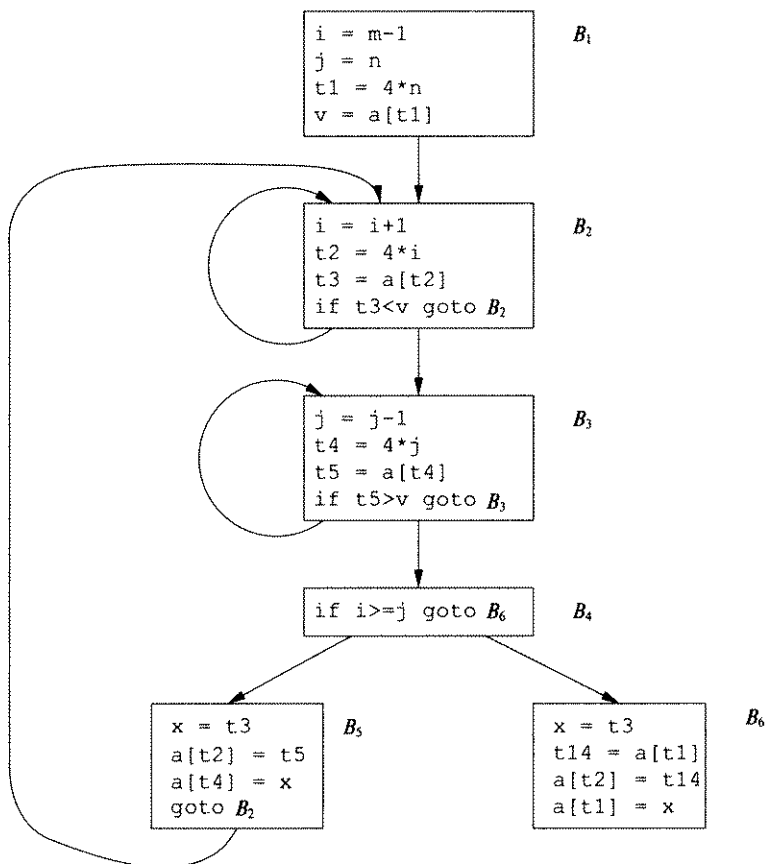 i = m-1
j = n
t1 = 4*n
v = a[t1]
B₁
i = i+1
t2 = 4*i
t3 = a[t2]
if t3<v goto B₂
B₂
j = j-1
t4 = 4*j
t5 = a[t4]
if t5>v goto B₃
B₃
if i>=j goto B₆
B₄
x = t3
a[t2] = t5
a[t4] = x
goto B₂
B₅
x = t3
t14 = a[t1]
a[t2] = t14
a[t1] = x
B₆